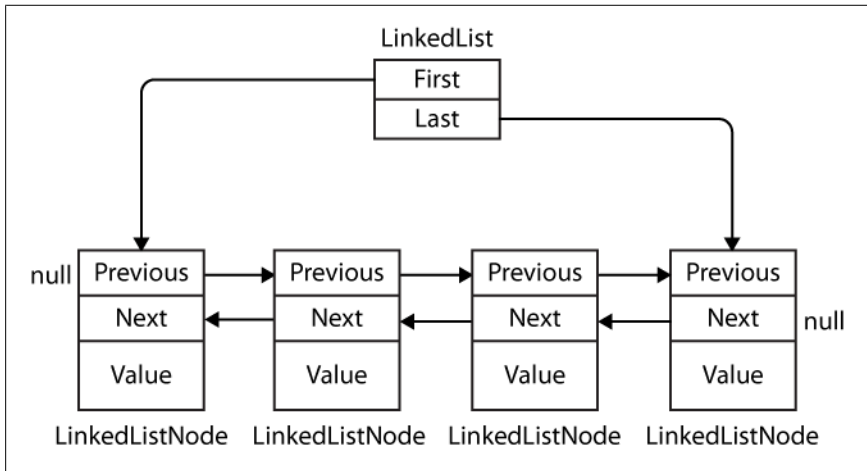 LinkedList
First
Last
null Previous Previous Previous Previous
Next Next Next Next null
Value Value Value Value
LinkedListNode LinkedListNode LinkedListNode LinkedListNode